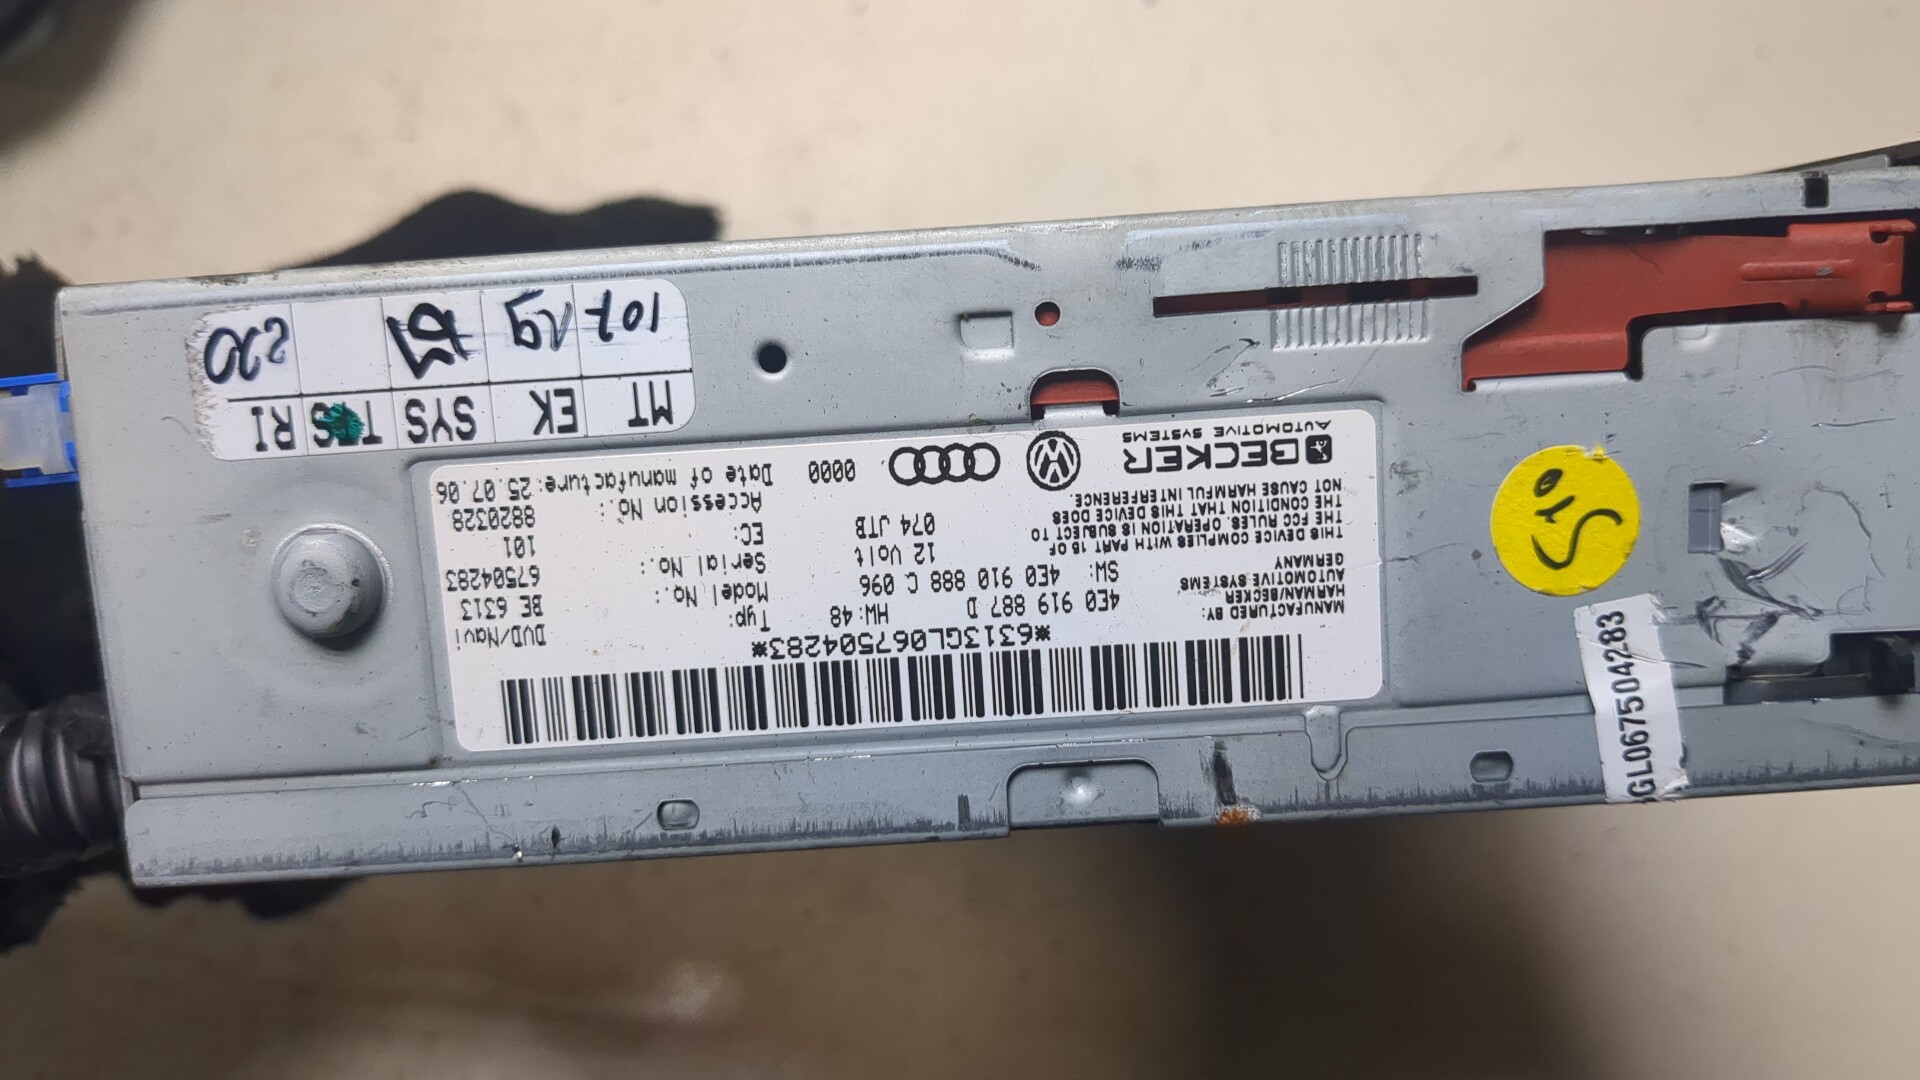 *6313GL067504283*
MANUFACTURED BY:
HARMAN/BECKER
AUTOMOTIVE SYSTEMS
GERMANY
THIS DEVICE COMPLIES WITH PART 15 OF
THE FCC RULES. OPERATION IS SUBJECT TO
THE CONDITION THAT THIS DEVICE DOES
NOT CAUSE HARMFUL INTERFERENCE.
BECKER
AUTOMOTIVE SYSTEMS
4E0 919 887 D HW:48
SW: 4E0 910 888 C 096
12 Volt
074 JTB
0000
Typ: DVD/Navi
Model No.: BE 6313
Serial No.: 67504283
EC: 101
Accession No.: 8820328
Date of manufacture: 25.07.06
MT EK SYS RI
107 220
GL067504283